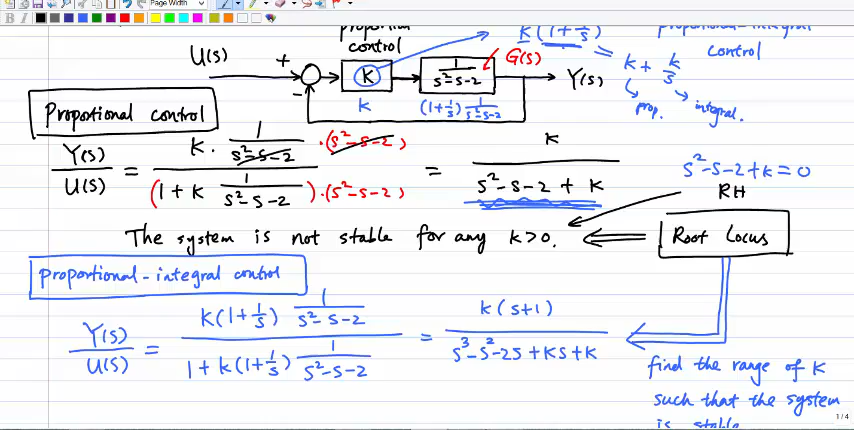 Page Width
proportional
control
K(1+1/s)
proportional-integral
control
= K + K/s
prop.
integral.
U(s)
+
-
K
1/(s²-s-2)
G(s)
Y(s)
K
(1+1/s) 1/(s²-s-2)
Proportional control
Y(s)/U(s) = (K · 1/(s²-s-2) · (s²-s-2))/((1+K 1/(s²-s-2)) · (s²-s-2)) = K/(s²-s-2+K)
s²-s-2+K=0
RH
The system is not stable for any K>0.
Root Locus
proportional-integral control
Y(s)/U(s) = (K(1+1/s) 1/(s²-s-2))/(1+K(1+1/s) 1/(s²-s-2)) = K(s+1)/(s³-s²-2s+Ks+K)
find the range of K
such that the system
is stable
1/4